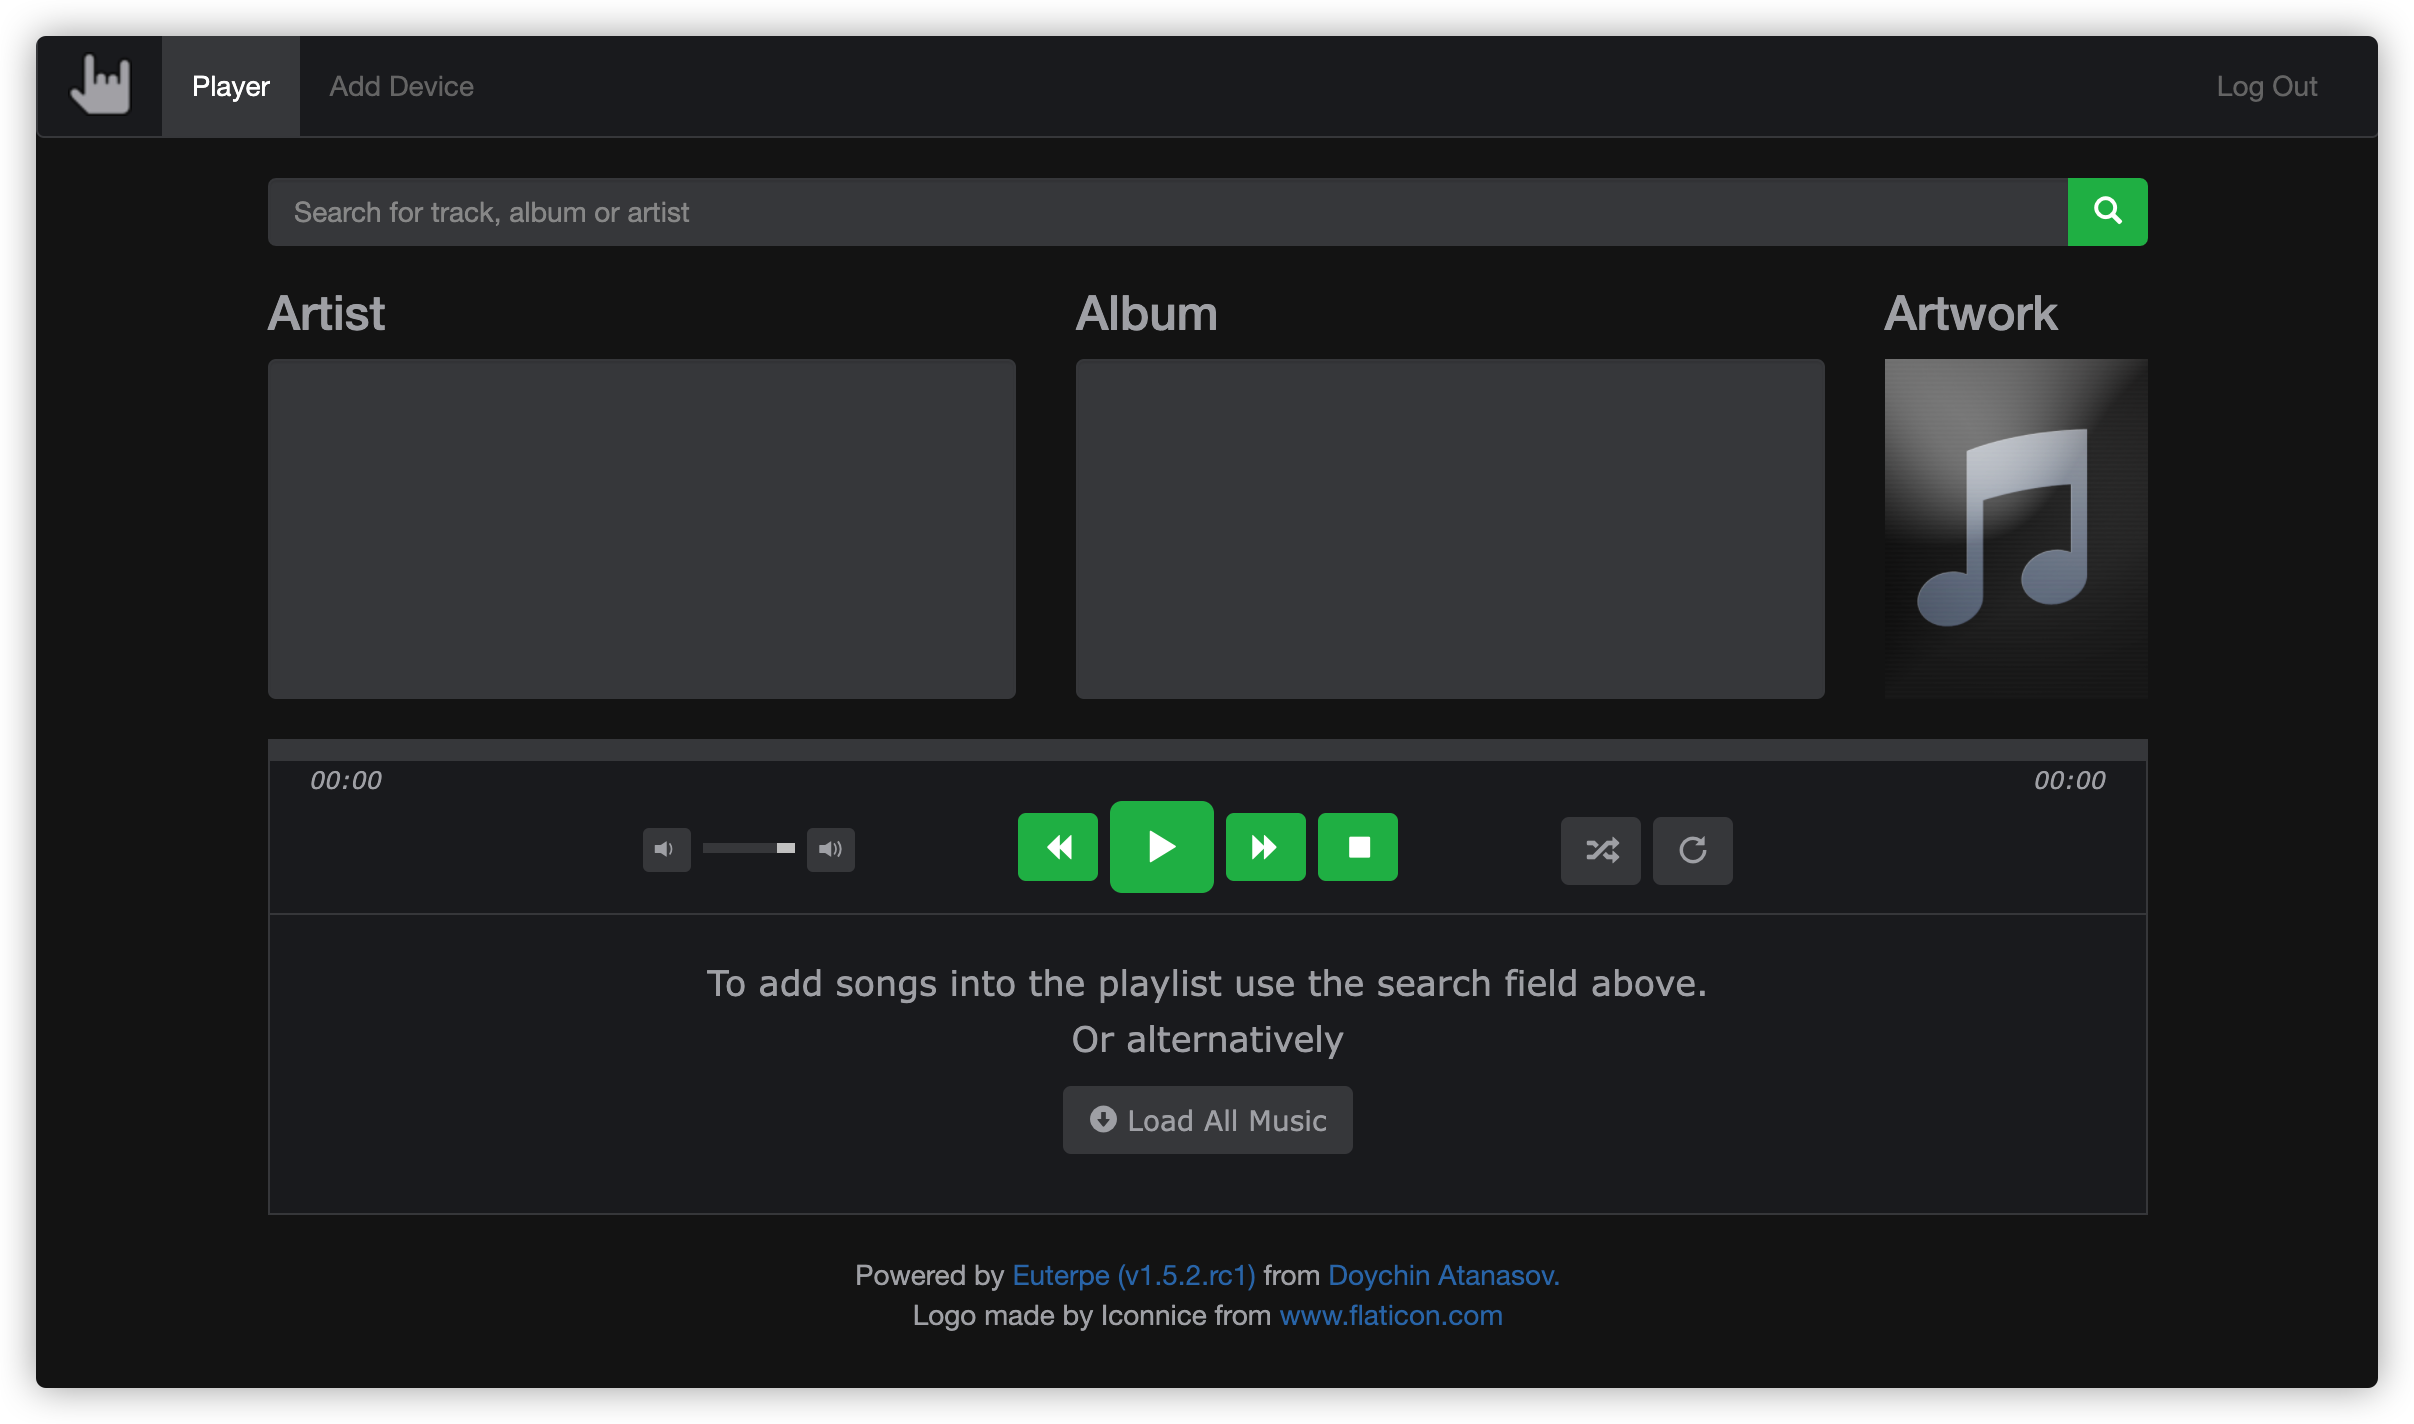 Player
Add Device
Log Out
Search for track, album or artist
Artist
Album
Artwork
00:00
00:00
To add songs into the playlist use the search field above.
Or alternatively
Load All Music
Powered by Euterpe (v1.5.2.rc1) from Doychin Atanasov.
Logo made by Iconnice from www.flaticon.com